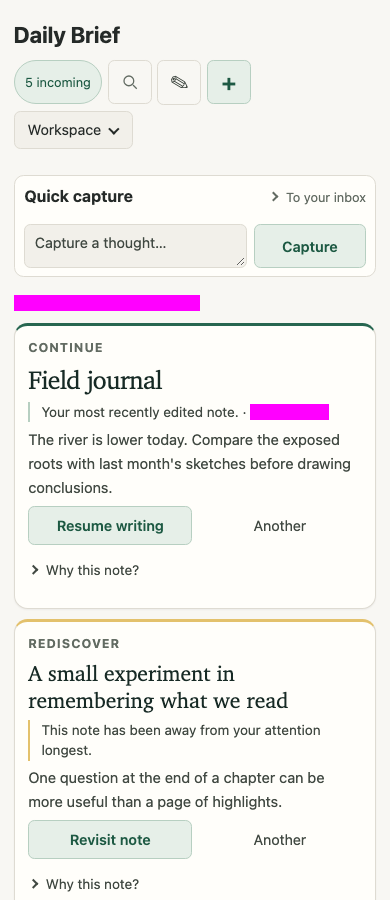 Daily Brief
5 incoming
Workspace
Quick capture
To your inbox
Capture a thought...
Capture
CONTINUE
Field journal
Your most recently edited note. ·
The river is lower today. Compare the exposed
roots with last month's sketches before drawing
conclusions.
Resume writing
Another
Why this note?
REDISCOVER
A small experiment in
remembering what we read
This note has been away from your attention
longest.
One question at the end of a chapter can be
more useful than a page of highlights.
Revisit note
Another
Why this note?